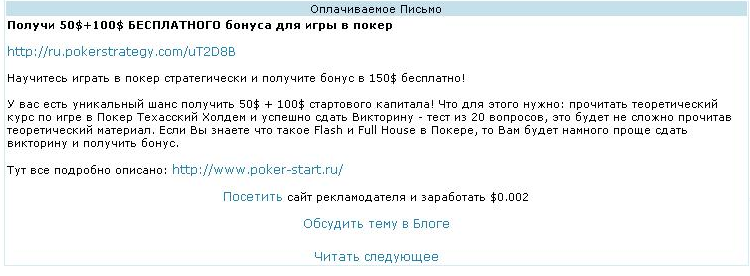 Оплачиваемое Письмо
Получи 50$+100$ БЕСПЛАТНОГО бонуса для игры в покер
http://ru.pokerstrategy.com/uT2D8B
Научитесь играть в покер стратегически и получите бонус в 150$ бесплатно!
У вас есть уникальный шанс получить 50$ + 100$ стартового капитала! Что для этого нужно: прочитать теоретический
курс по игре в Покер Техасский Холдем и успешно сдать Викторину - тест из 20 вопросов, это будет не сложно прочитав
теоретический материал. Если Вы знаете что такое Flash и Full House в Покере, то Вам будет намного проще сдать
викторину и получить бонус.
Тут все подробно описано: http://www.poker-start.ru/
Посетить сайт рекламодателя и заработать $0.002
Обсудить тему в Блоге
Читать следующее